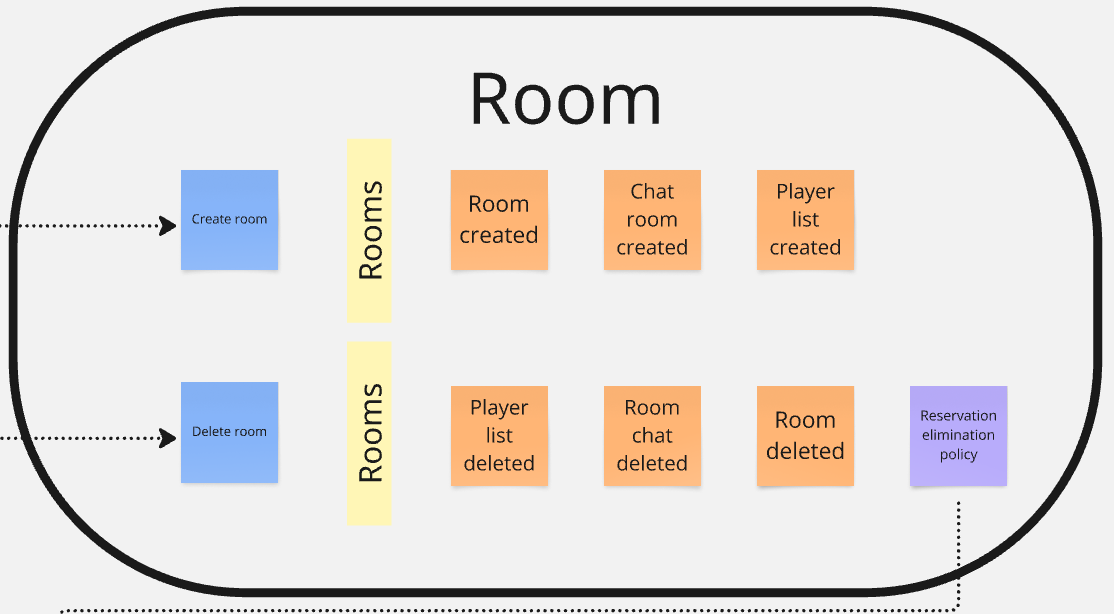 Room
Create room
Rooms
Room
created
Chat
room
created
Player
list
created
Delete room
Rooms
Player
list
deleted
Room
chat
deleted
Room
deleted
Reservation
elimination
policy